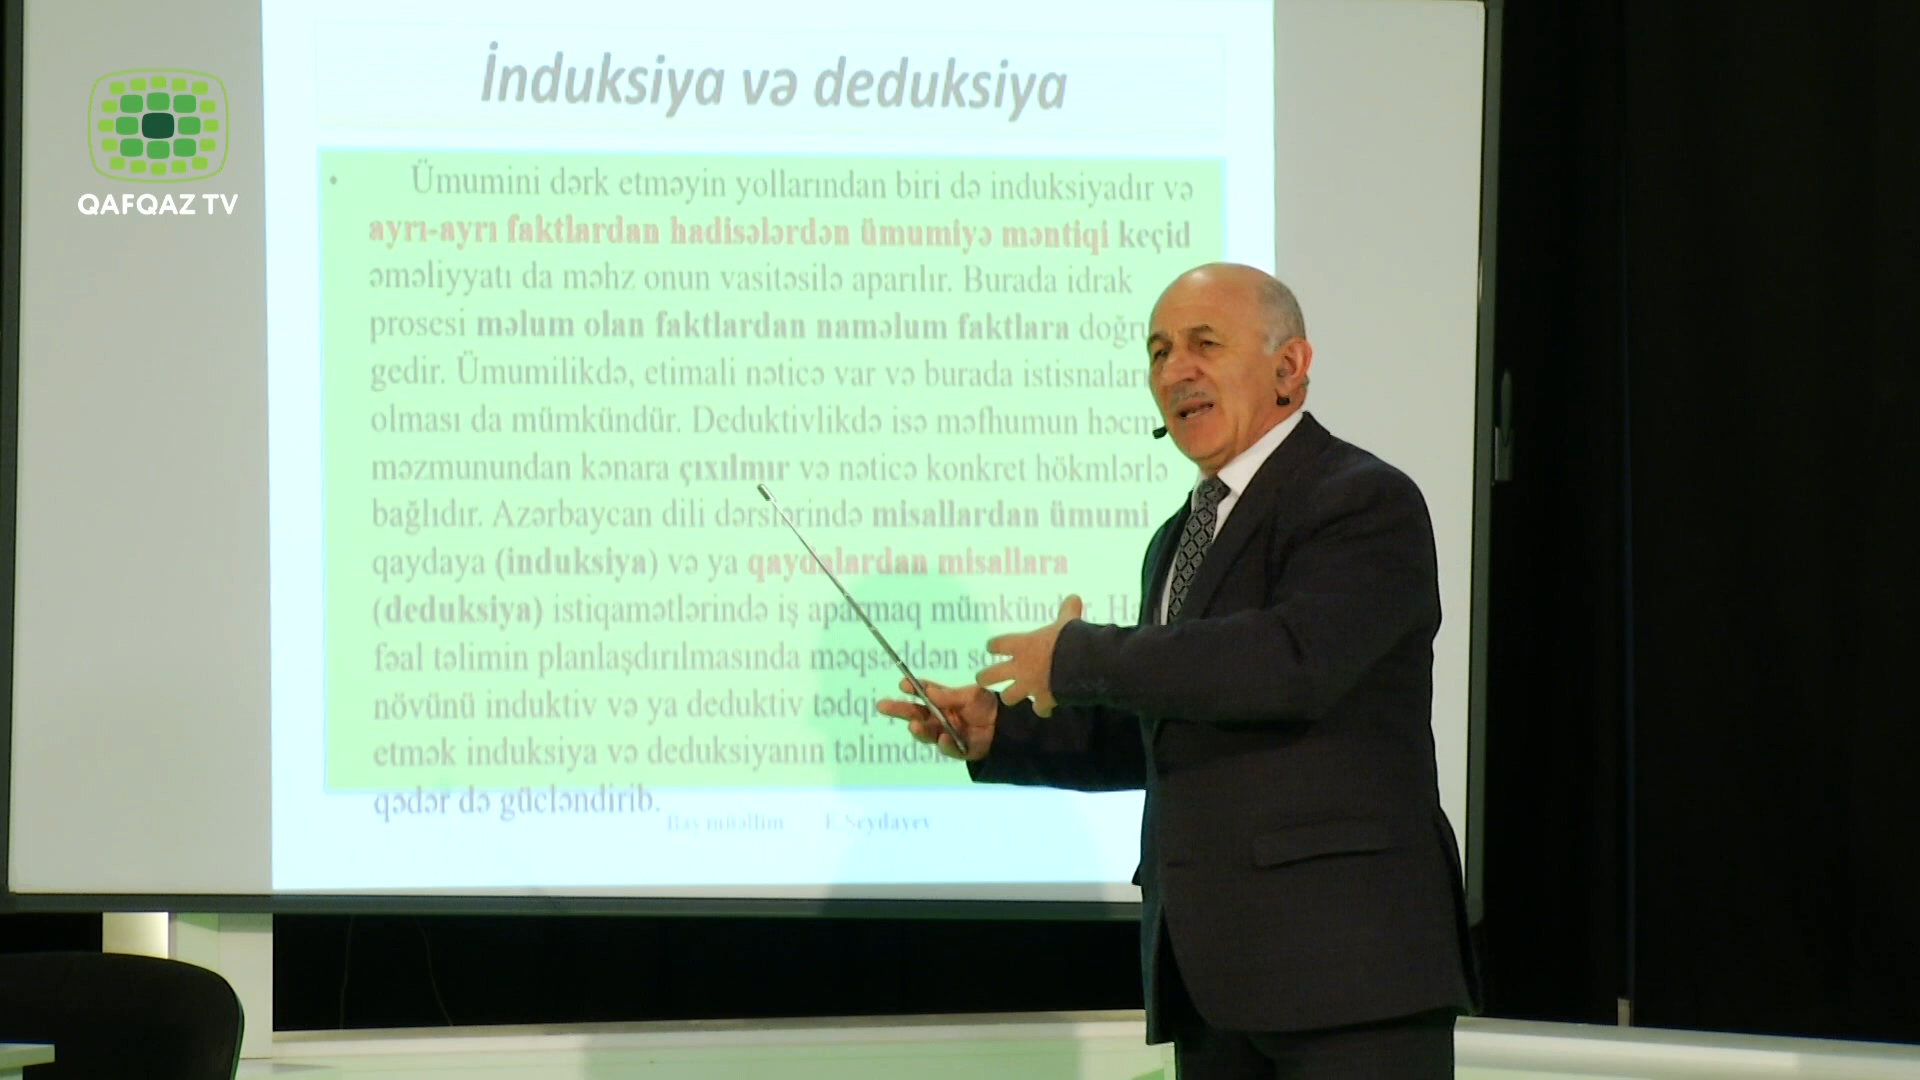 QAFQAZ TV
İnduksiya və deduksiya
• Ümumini dərk etməyin yollarından biri də induksiyadır və
ayrı-ayrı faktlardan hadisələrdən ümumiyə məntiqi keçid
əməliyyatı da məhz onun vasitəsilə aparılır. Burada idrak
prosesi məlum olan faktlardan naməlum faktlara doğru
gedir. Ümumilikdə, etimali nəticə var və burada istisnaların
olması da mümkündür. Deduktivlikdə isə məfhumun həcm
məzmunundan kənara çıxılmır və nəticə konkret hökmlərlə
bağlıdır. Azərbaycan dili dərslərində misallardan ümumi
qaydaya (induksiya) və ya qaydalardan misallara
(deduksiya) istiqamətlərində iş aparmaq mümkündür.
fəal təlimin planlaşdırılmasında məqsəddən
növünü induktiv və ya deduktiv
etmək induksiya və deduksiyanın
qədər də gücləndirib.
Baş müəllim F.Seydayev